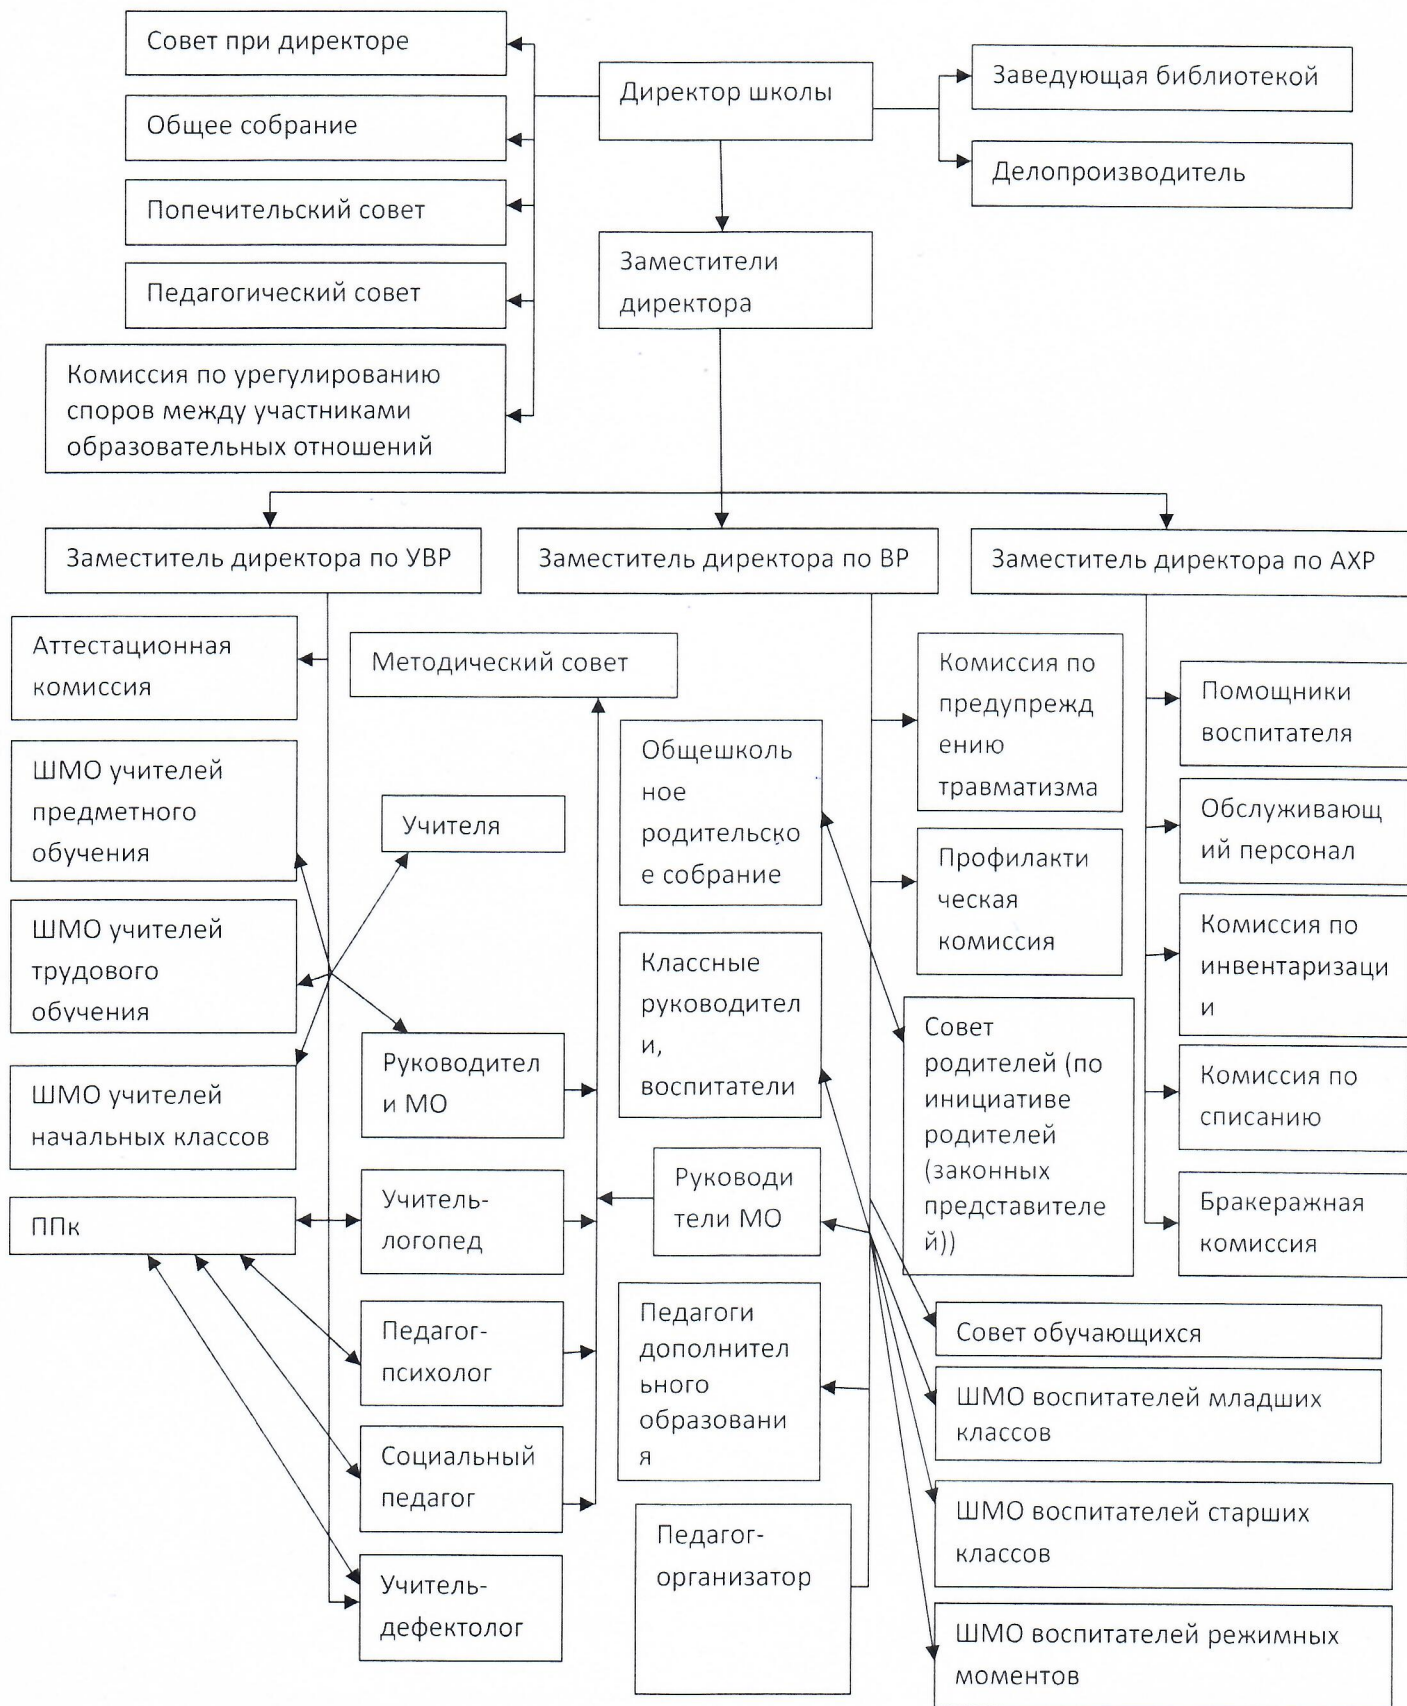 Совет при директоре
Общее собрание
Попечительский совет
Педагогический совет
Комиссия по урегулированию
споров между участниками
образовательных отношений
Директор школы
Заместители
директора
Заведующая библиотекой
Делопроизводитель
Заместитель директора по УВР
Заместитель директора по ВР
Заместитель директора по АХР
Аттестационная
комиссия
ШМО учителей
предметного
обучения
ШМО учителей
трудового
обучения
ШМО учителей
начальных классов
ППк
Методический совет
Учителя
Руководител
и МО
Учитель-
логопед
Педагог-
психолог
Социальный
педагог
Учитель-
дефектолог
Общешколь
ное
родительско
е собрание
Классные
руководител
и,
воспитатели
Руководи
тели МО
Педагоги
дополнител
ьного
образовани
я
Педагог-
организатор
Комиссия по
предупрежд
ению
травматизма
Профилакти
ческая
комиссия
Совет
родителей (по
инициативе
родителей
(законных
представителе
й))
Совет обучающихся
ШМО воспитателей младших
классов
ШМО воспитателей старших
классов
ШМО воспитателей режимных
моментов
Помощники
воспитателя
Обслуживающ
ий персонал
Комиссия по
инвентаризаци
и
Комиссия по
списанию
Бракеражная
комиссия